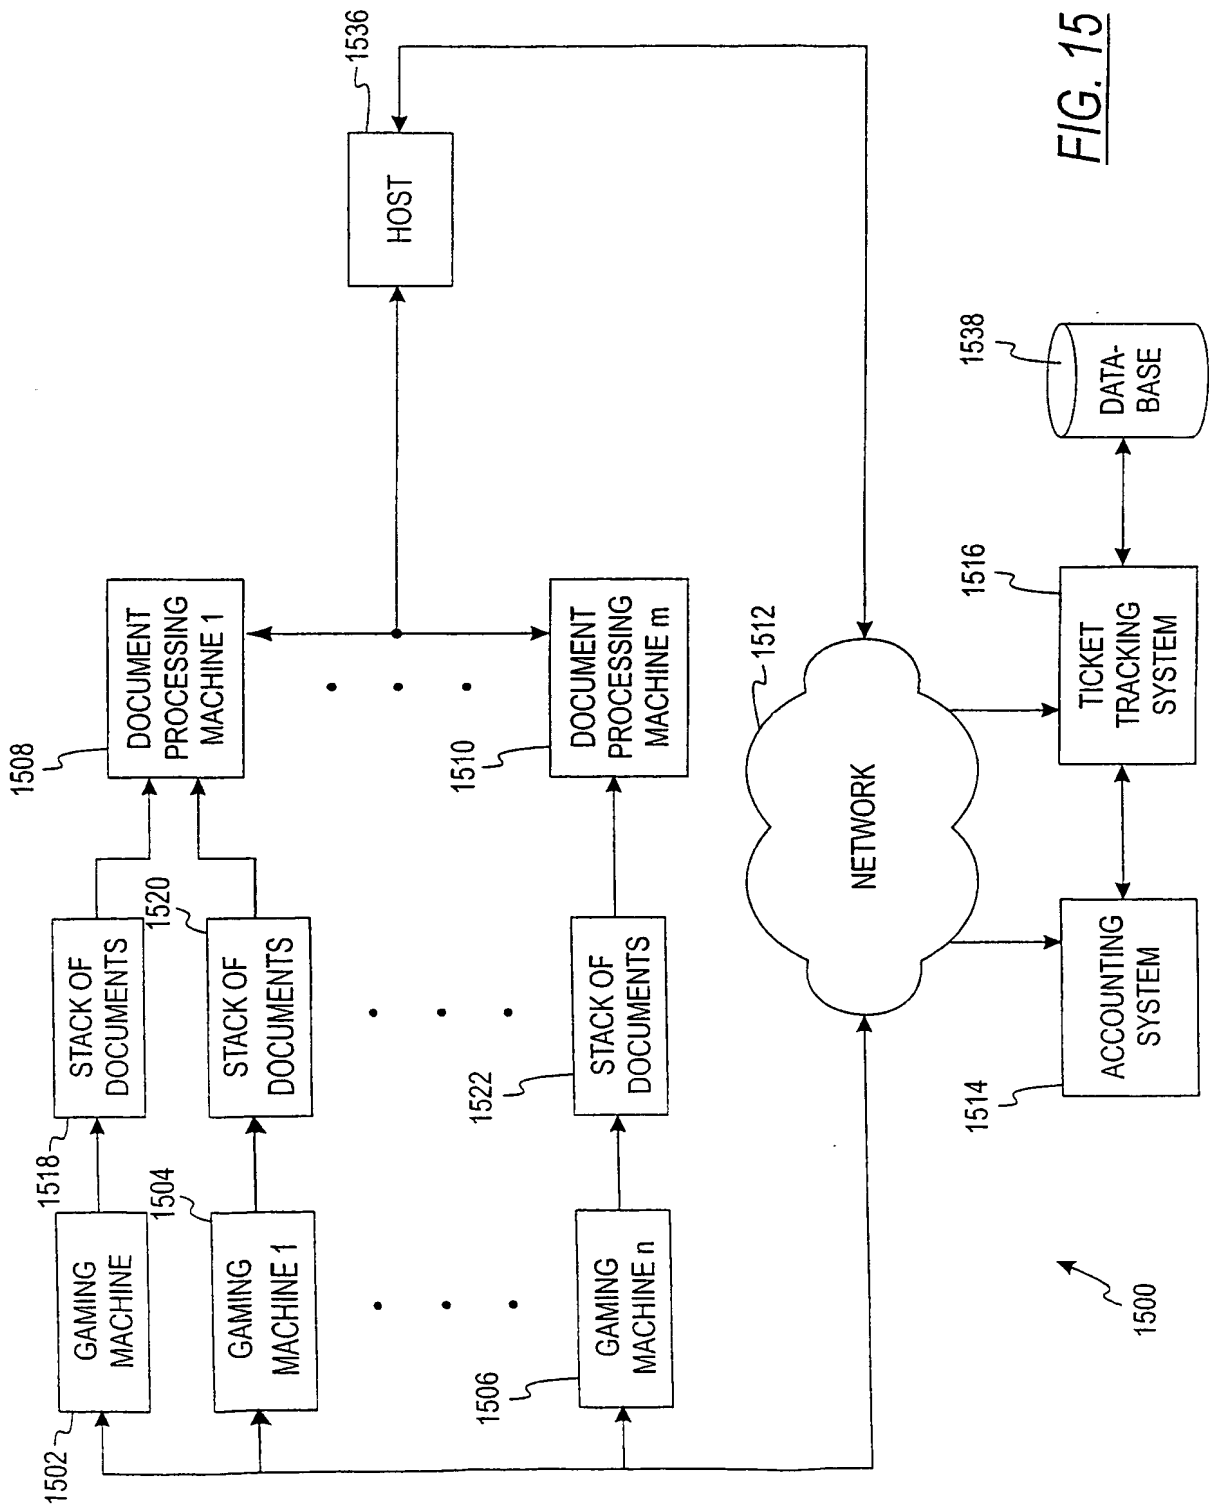 1502
GAMING
MACHINE
1518
STACK OF
DOCUMENTS
1508
DOCUMENT
PROCESSING
MACHINE 1
1504
GAMING
MACHINE 1
1520
STACK OF
DOCUMENTS
1536
HOST
1506
GAMING
MACHINE n
1522
STACK OF
DOCUMENTS
1510
DOCUMENT
PROCESSING
MACHINE m
1512
NETWORK
1514
ACCOUNTING
SYSTEM
1516
TICKET
TRACKING
SYSTEM
1538
DATA-
BASE
1500
FIG. 15